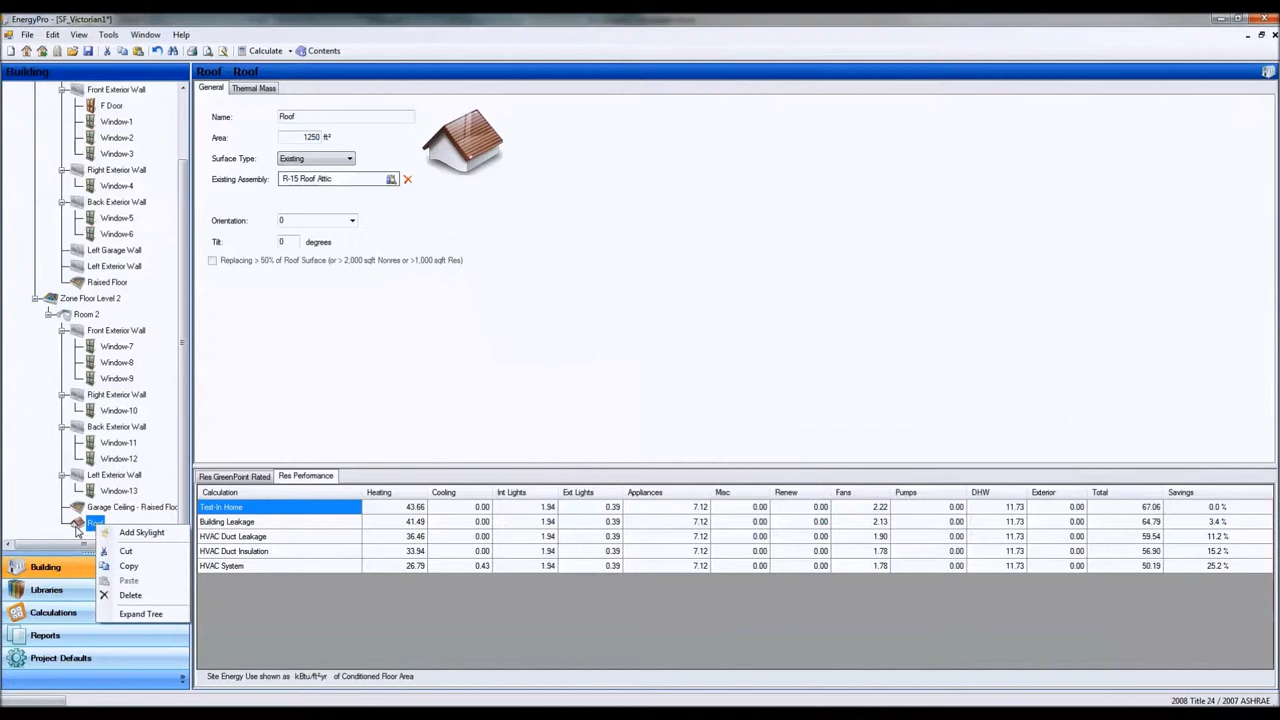 EnergyPro - [SF_Victorian1*]
File Edit View Tools Window Help
Calculate Contents
Building
Roof - Roof
General Thermal Mass
Name: Roof
Area: 1250 ft²
Surface Type: Existing
Existing Assembly: R-15 Roof Attic
Orientation: 0
Tilt: 0 degrees
Replacing > 50% of Roof Surface (or > 2,000 sqft Nonres or >1,000 sqft Res)
Front Exterior Wall
F Door
Window-1
Window-2
Window-3
Right Exterior Wall
Window-4
Back Exterior Wall
Window-5
Window-6
Left Garage Wall
Left Exterior Wall
Raised Floor
Zone Floor Level 2
Room 2
Front Exterior Wall
Window-7
Window-8
Window-9
Right Exterior Wall
Window-10
Back Exterior Wall
Window-11
Window-12
Left Exterior Wall
Window-13
Garage Ceiling - Raised Floo
Roof
Add Skylight
Cut
Copy
Paste
Delete
Expand Tree
Building
Libraries
Calculations
Reports
Project Defaults
Res GreenPoint Rated Res Performance
Calculation Heating Cooling Int Lights Ext Lights Appliances Misc Renew Fans Pumps DHW Exterior Total Savings
Test-In Home 43.66 0.00 1.94 0.39 7.12 0.00 0.00 2.22 0.00 11.73 0.00 67.06 0.0 %
Building Leakage 41.49 0.00 1.94 0.39 7.12 0.00 0.00 2.13 0.00 11.73 0.00 64.79 3.4 %
HVAC Duct Leakage 36.46 0.00 1.94 0.39 7.12 0.00 0.00 1.90 0.00 11.73 0.00 59.54 11.2 %
HVAC Duct Insulation 33.94 0.00 1.94 0.39 7.12 0.00 0.00 1.78 0.00 11.73 0.00 56.90 15.2 %
HVAC System 26.79 0.43 1.94 0.39 7.12 0.00 0.00 1.78 0.00 11.73 0.00 50.19 25.2 %
Site Energy Use shown as kBtu/ft²yr of Conditioned Floor Area
2008 Title 24 / 2007 ASHRAE